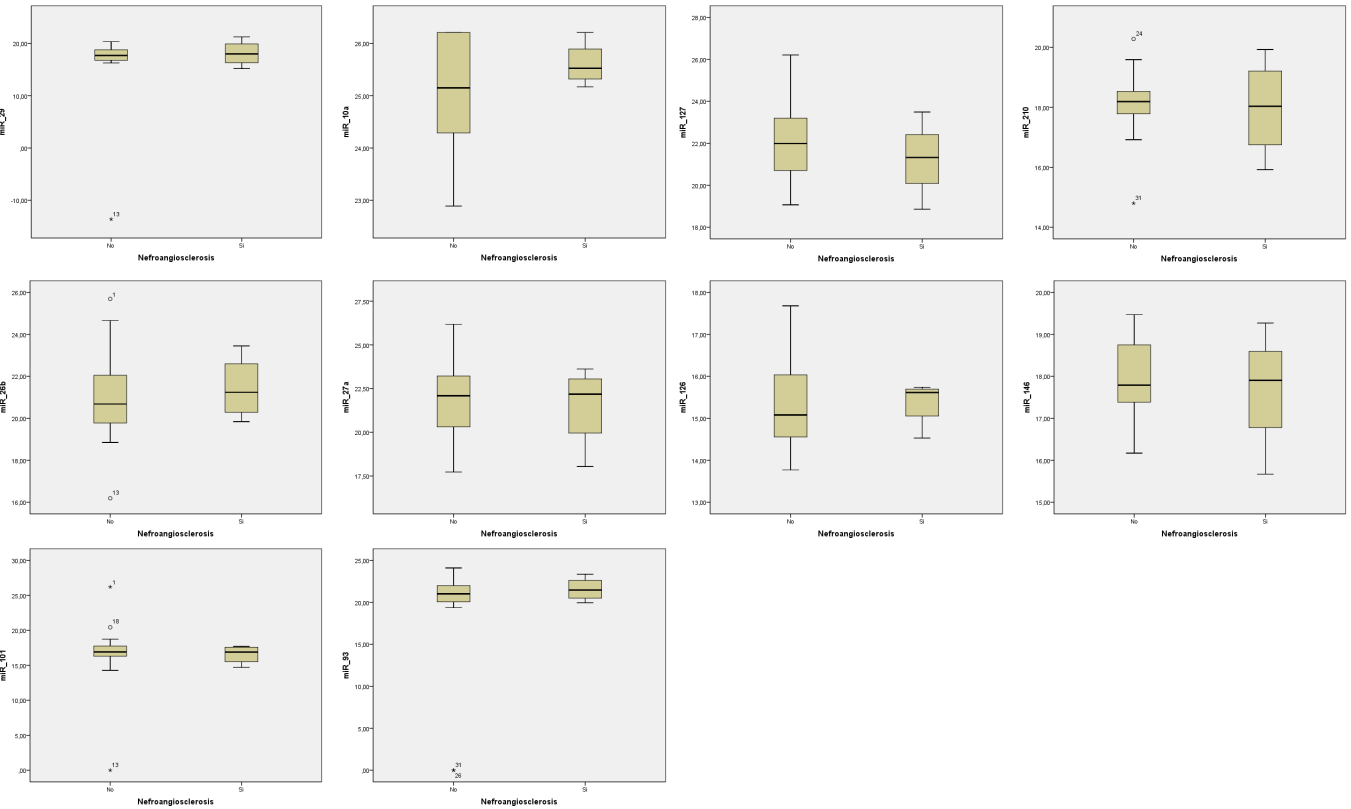 miR_29
20,00
10,00
,00
-10,00
13
No
Si
Nefroangiosclerosis
miR_10a
26,00
25,00
24,00
23,00
No
Si
Nefroangiosclerosis
miR_127
28,00
26,00
24,00
22,00
20,00
18,00
No
Si
Nefroangiosclerosis
miR_210
20,00
18,00
16,00
14,00
24
31
No
Si
Nefroangiosclerosis
miR_26b
26,00
24,00
22,00
20,00
18,00
16,00
1
13
No
Si
Nefroangiosclerosis
miR_27a
27,50
25,00
22,50
20,00
17,50
No
Si
Nefroangiosclerosis
miR_126
18,00
17,00
16,00
15,00
14,00
13,00
No
Si
Nefroangiosclerosis
miR_146
20,00
19,00
18,00
17,00
16,00
15,00
No
Si
Nefroangiosclerosis
miR_101
30,00
25,00
20,00
15,00
10,00
5,00
,00
1
18
13
No
Si
Nefroangiosclerosis
miR_93
25,00
20,00
15,00
10,00
5,00
,00
31
26
No
Si
Nefroangiosclerosis